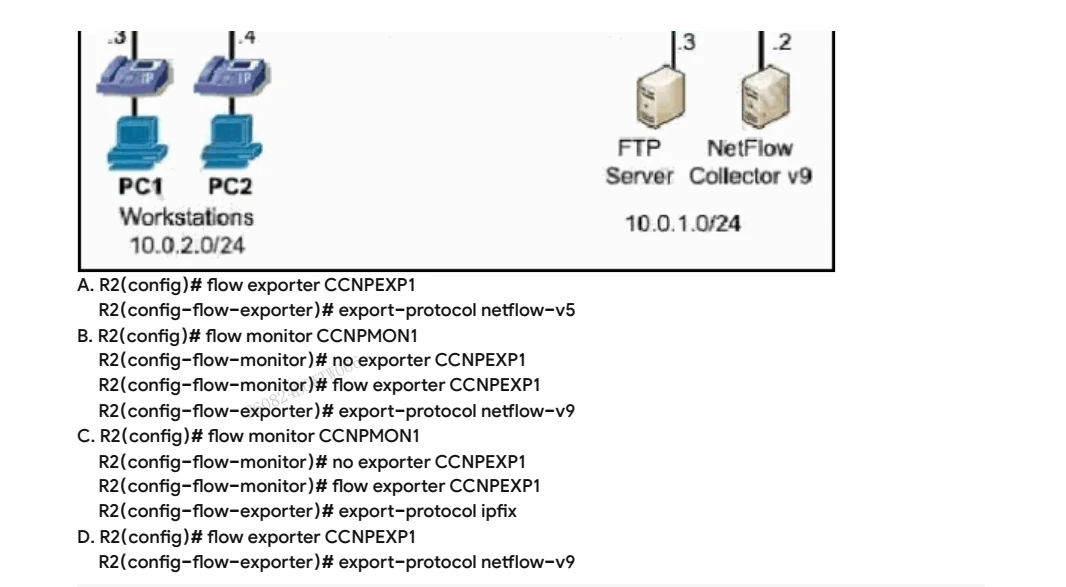 .3
.4
.3
.2
IP
IP
FTP
Server
NetFlow
Collector v9
PC1
PC2
Workstations
10.0.2.0/24
10.0.1.0/24
A. R2(config)# flow exporter CCNPEXP1
R2(config-flow-exporter)# export-protocol netflow-v5
B. R2(config)# flow monitor CCNPMON1
R2(config-flow-monitor)# no exporter CCNPEXP1
R2(config-flow-monitor)# flow exporter CCNPEXP1
R2(config-flow-exporter)# export-protocol netflow-v9
C. R2(config)# flow monitor CCNPMON1
R2(config-flow-monitor)# no exporter CCNPEXP1
R2(config-flow-monitor)# flow exporter CCNPEXP1
R2(config-flow-exporter)# export-protocol ipfix
D. R2(config)# flow exporter CCNPEXP1
R2(config-flow-exporter)# export-protocol netflow-v9